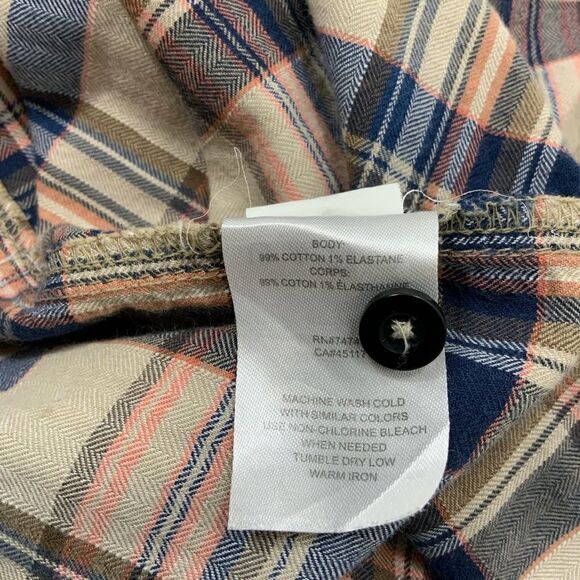 BODY:
99% COTTON 1% ELASTANE
CORPS:
99% COTON 1% ÉLASTHANNE
MACHINE WASH COLD
WITH SIMILAR COLORS
USE NON-CHLORINE BLEACH
WHEN NEEDED
TUMBLE DRY LOW
WARM IRON